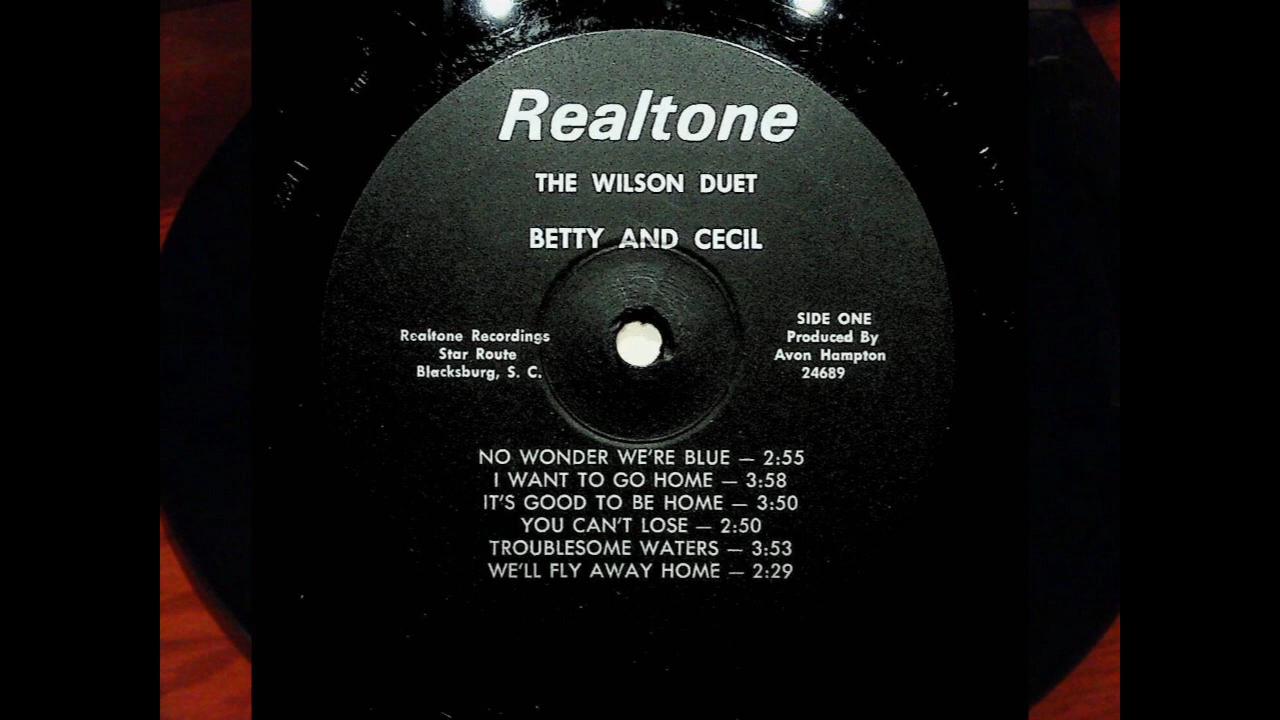 Realtone
THE WILSON DUET
BETTY AND CECIL
Realtone Recordings
Star Route
Blacksburg, S. C.
SIDE ONE
Produced By
Avon Hampton
24689
NO WONDER WE'RE BLUE — 2:55
I WANT TO GO HOME — 3:58
IT'S GOOD TO BE HOME — 3:50
YOU CAN'T LOSE — 2:50
TROUBLESOME WATERS — 3:53
WE'LL FLY AWAY HOME — 2:29